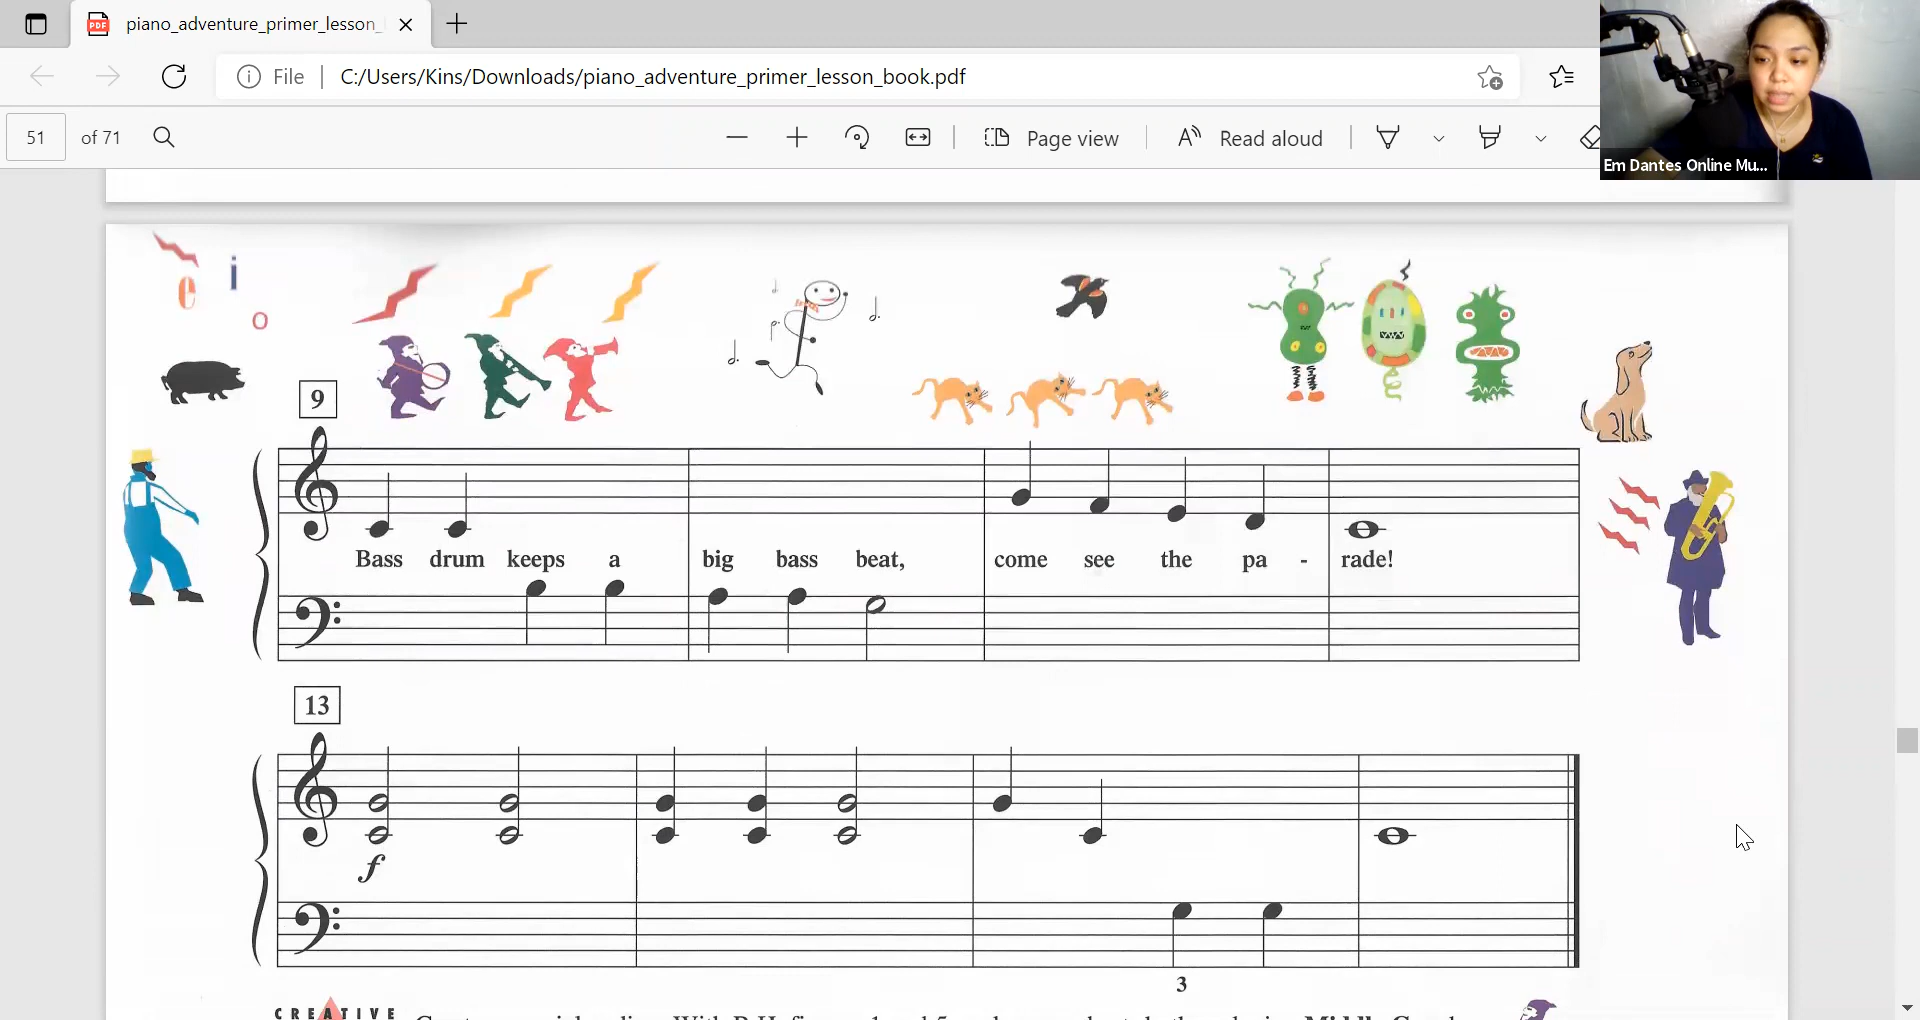 piano_adventure_primer_lesson_
File
C:/Users/Kins/Downloads/piano_adventure_primer_lesson_book.pdf
51 of 71
Page view
Read aloud
Em Dantes Online Mu...
e i o
9
Bass drum keeps a big bass beat, come see the pa - rade!
13
f
3
CREATIVE